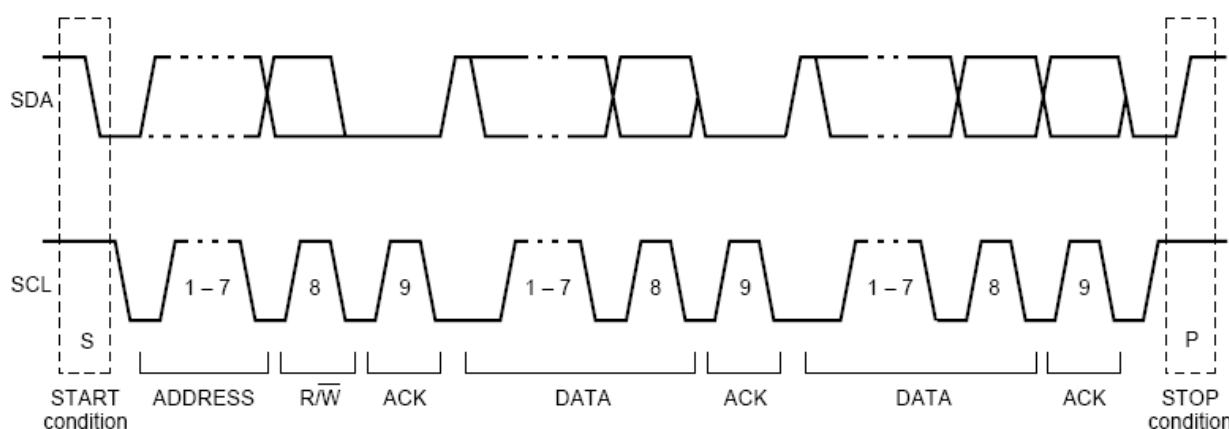 SDA
SCL
1 – 7
8
9
1 – 7
8
9
1 – 7
8
9
S
P
START
condition
ADDRESS
R/W̅
ACK
DATA
ACK
DATA
ACK
STOP
condition